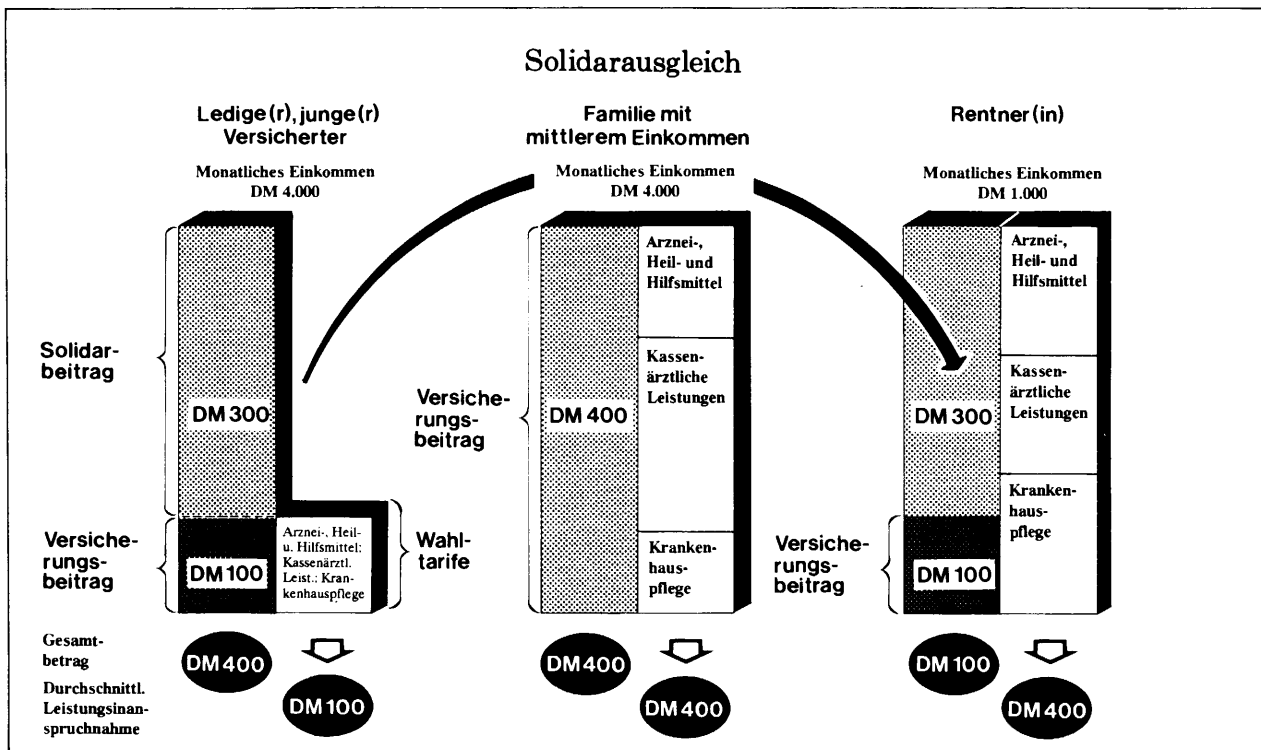 Solidarausgleich
Ledige(r), junge(r)
Versicherter
Monatliches Einkommen
DM 4.000
Solidar-
beitrag
DM 300
Versiche-
rungs-
beitrag
DM 100
Arznei-, Heil-
u. Hilfsmittel;
Kassenärztl.
Leist.; Kran-
kenhauspflege
Wahl-
tarife
Familie mit
mittlerem Einkommen
Monatliches Einkommen
DM 4.000
Versiche-
rungs-
beitrag
DM 400
Arznei-,
Heil- und
Hilfsmittel
Kassen-
ärztliche
Leistungen
Kranken-
haus-
pflege
Rentner(in)
Monatliches Einkommen
DM 1.000
DM 300
Versiche-
rungs-
beitrag
DM 100
Arznei-,
Heil- und
Hilfsmittel
Kassen-
ärztliche
Leistungen
Kranken-
haus-
pflege
Gesamt-
betrag
DM 400
DM 400
DM 100
Durchschnittl.
Leistungsinan-
spruchnahme
DM 100
DM 400
DM 400